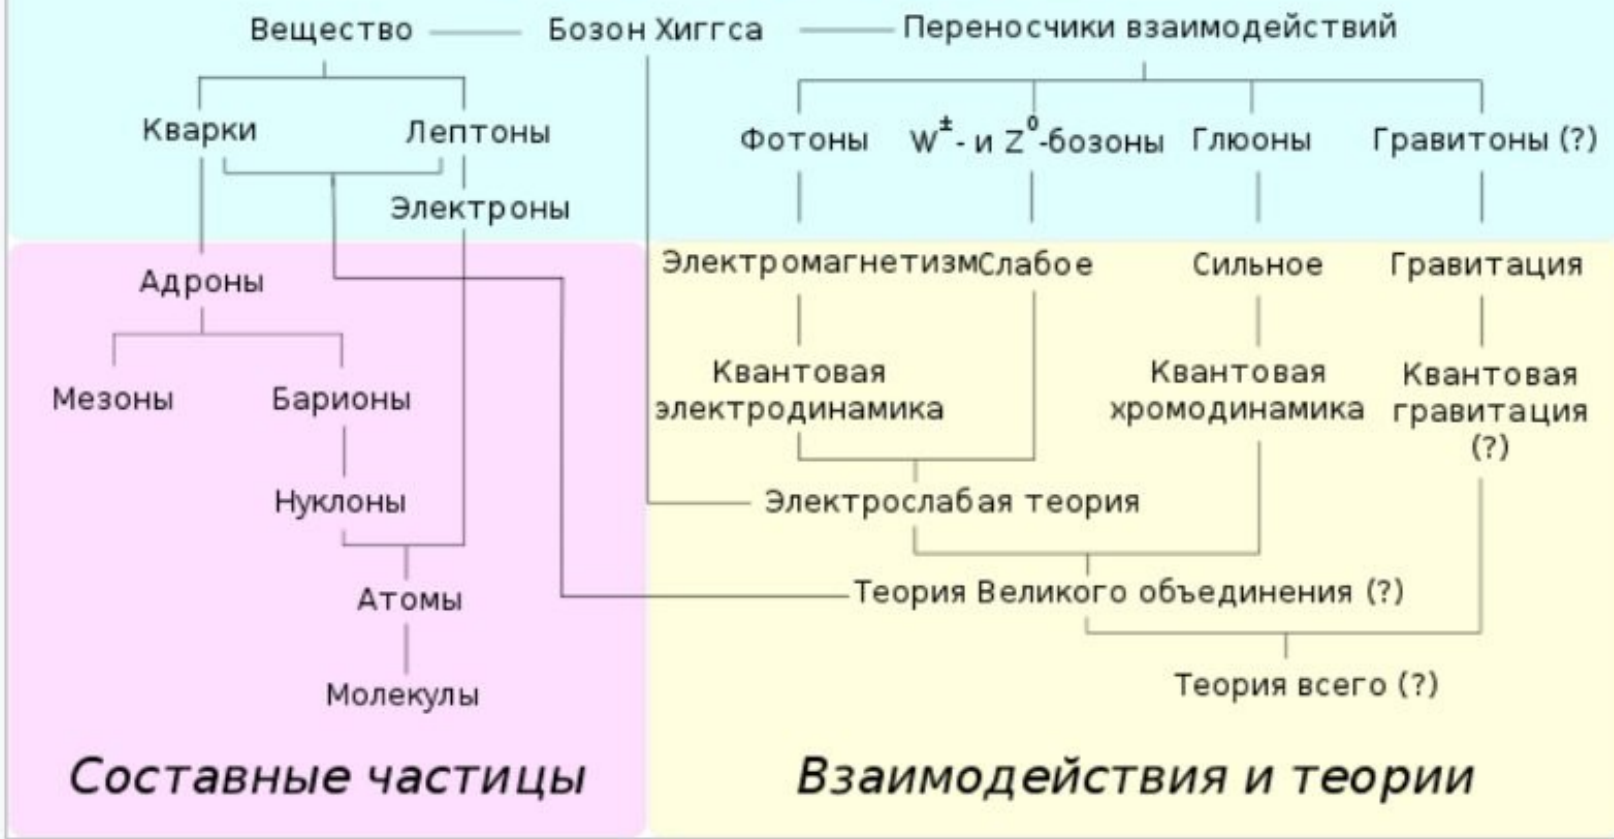 Вещество Бозон Хиггса Переносчики взаимодействий
Кварки Лептоны Фотоны W±- и Z0-бозоны Глюоны Гравитоны (?)
Электроны
Адроны Электромагнетизм Слабое Сильное Гравитация
Мезоны Барионы
Квантовая
электродинамика
Квантовая
хромодинамика
Квантовая
гравитация
(?)
Нуклоны Электрослабая теория
Атомы Теория Великого объединения (?)
Молекулы Теория всего (?)
Составные частицы Взаимодействия и теории